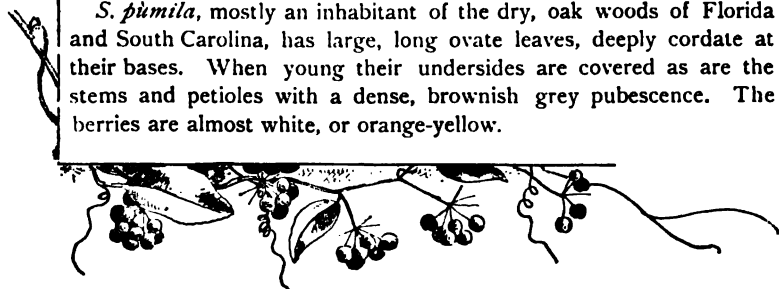 S. pùmila, mostly an inhabitant of the dry, oak woods of Florida
and South Carolina, has large, long ovate leaves, deeply cordate at
their bases. When young their undersides are covered as are the
stems and petioles with a dense, brownish grey pubescence. The
berries are almost white, or orange-yellow.